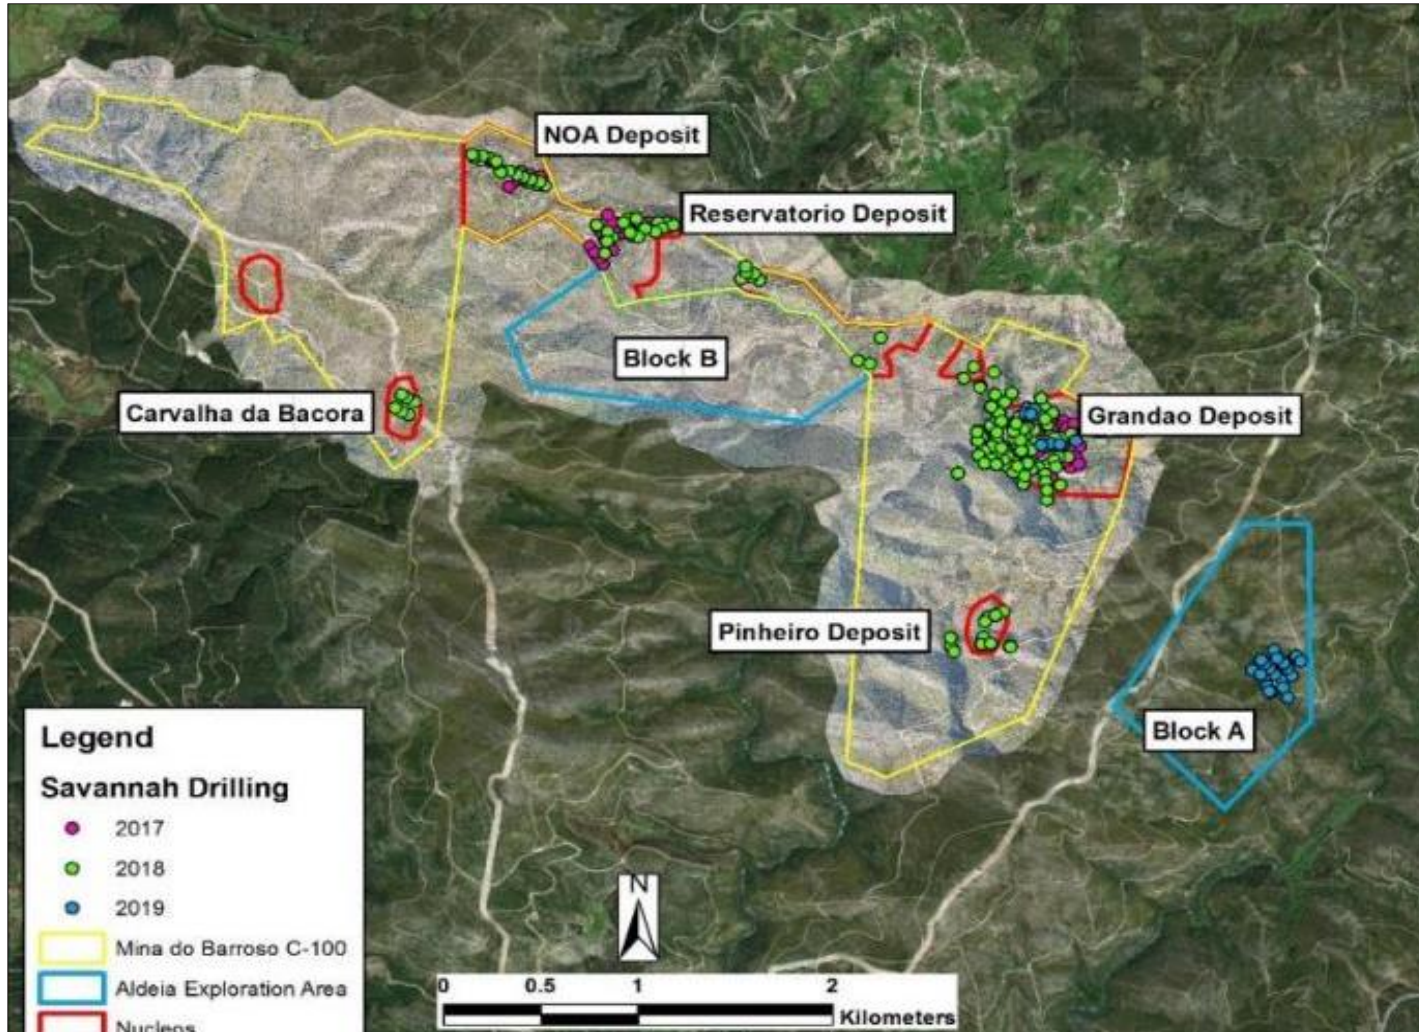 NOA Deposit
Reservatorio Deposit
Block B
Carvalha da Bacora
Grandao Deposit
Pinheiro Deposit
Block A
Legend
Savannah Drilling
2017
2018
2019
Mina do Barroso C-100
Aldeia Exploration Area
Nucleos
N
0 0.5 1 2
Kilometers